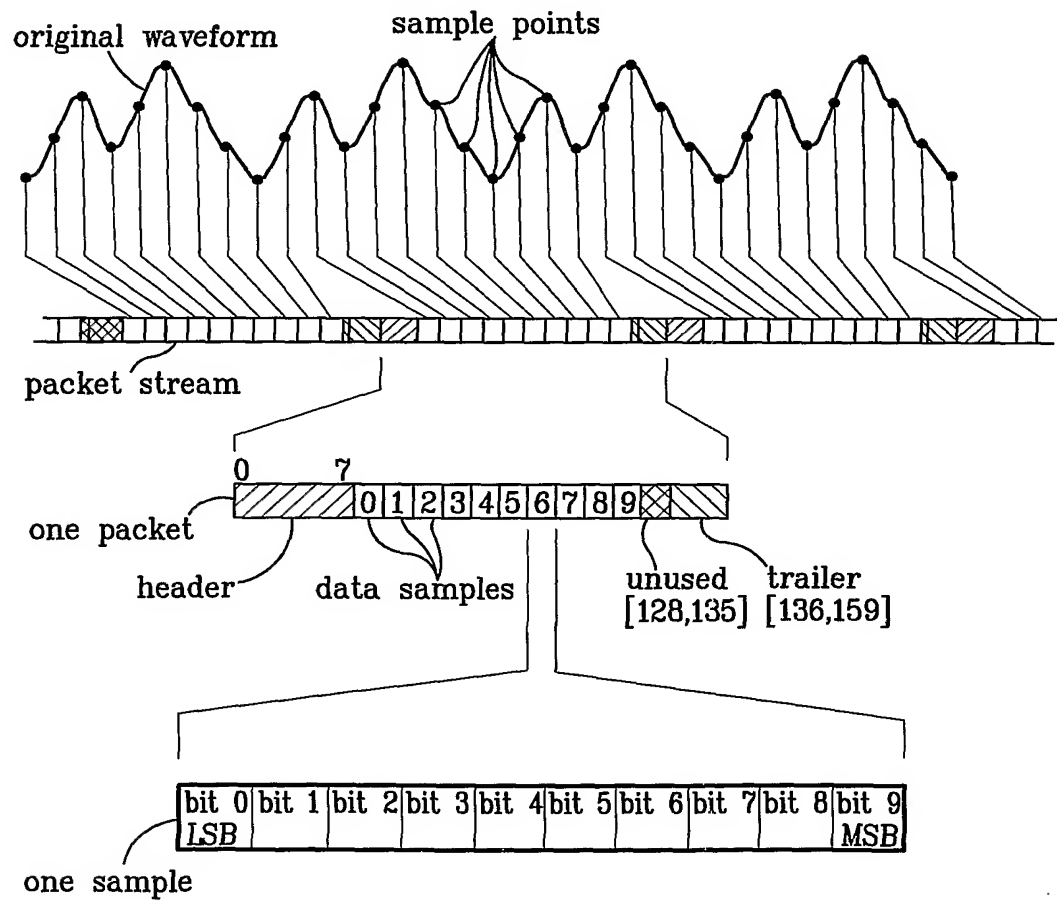 original waveform
sample points
packet stream
0 7
0 1 2 3 4 5 6 7 8 9
one packet
header
data samples
unused
[128,135]
trailer
[136,159]
bit 0 bit 1 bit 2 bit 3 bit 4 bit 5 bit 6 bit 7 bit 8 bit 9
LSB MSB
one sample